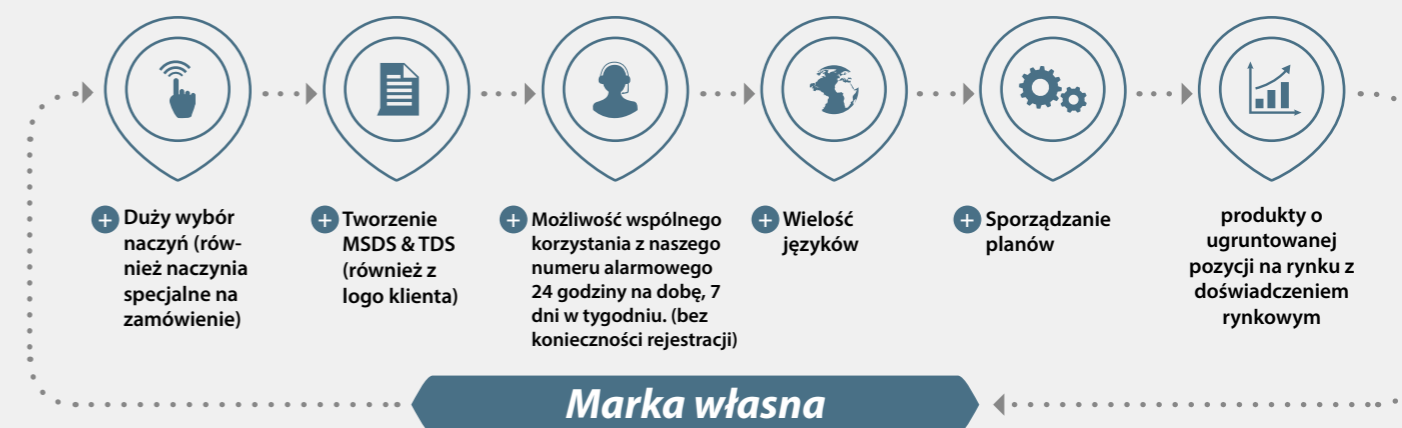 Duży wybór
naczyń (rów-
nież naczynia
specjalne na
zamówienie)
Tworzenie
MSDS & TDS
(również z
logo klienta)
Możliwość wspólnego
korzystania z naszego
numeru alarmowego
24 godziny na dobę, 7
dni w tygodniu. (bez
konieczności rejestracji)
Wielość
języków
Sporządzanie
planów
produkty o
ugruntowanej
pozycji na rynku z
doświadczeniem
rynkowym
Marka własna